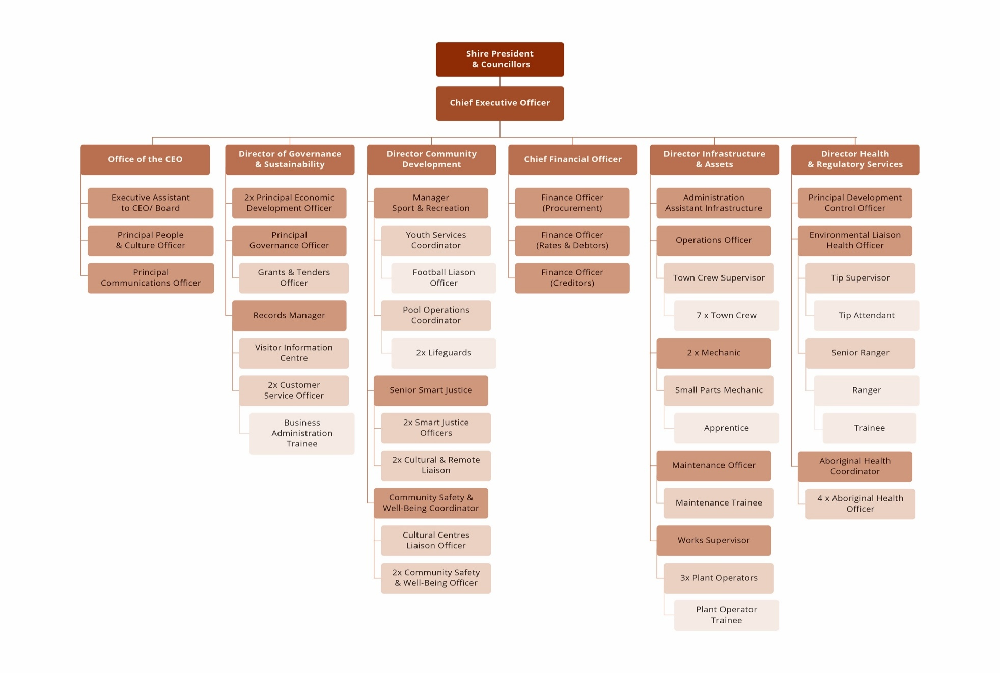 Shire President
& Councillors
Chief Executive Officer
Office of the CEO
Executive Assistant
to CEO/ Board
Principal People
& Culture Officer
Principal
Communications Officer
Director of Governance
& Sustainability
2x Principal Economic
Development Officer
Principal
Governance Officer
Grants & Tenders
Officer
Records Manager
Visitor Information
Centre
2x Customer
Service Officer
Business
Administration
Trainee
Director Community
Development
Manager
Sport & Recreation
Youth Services
Coordinator
Football Liason
Officer
Pool Operations
Coordinator
2x Lifeguards
Senior Smart Justice
2x Smart Justice
Officers
2x Cultural & Remote
Liaison
Community Safety &
Well-Being Coordinator
Cultural Centres
Liaison Officer
2x Community Safety
& Well-Being Officer
Chief Financial Officer
Finance Officer
(Procurement)
Finance Officer
(Rates & Debtors)
Finance Officer
(Creditors)
Director Infrastructure
& Assets
Administration
Assistant Infrastructure
Operations Officer
Town Crew Supervisor
7 x Town Crew
2 x Mechanic
Small Parts Mechanic
Apprentice
Maintenance Officer
Maintenance Trainee
Works Supervisor
3x Plant Operators
Plant Operator
Trainee
Director Health
& Regulatory Services
Principal Development
Control Officer
Environmental Liaison
Health Officer
Tip Supervisor
Tip Attendant
Senior Ranger
Ranger
Trainee
Aboriginal Health
Coordinator
4 x Aboriginal Health
Officer